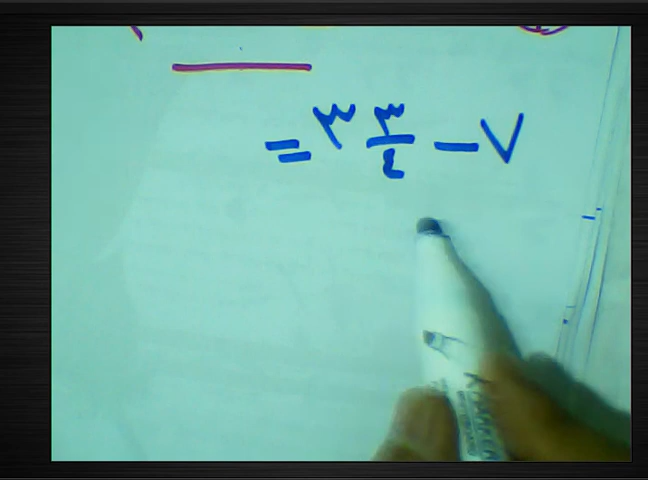 ٧ - ٣ ٣/٤ =